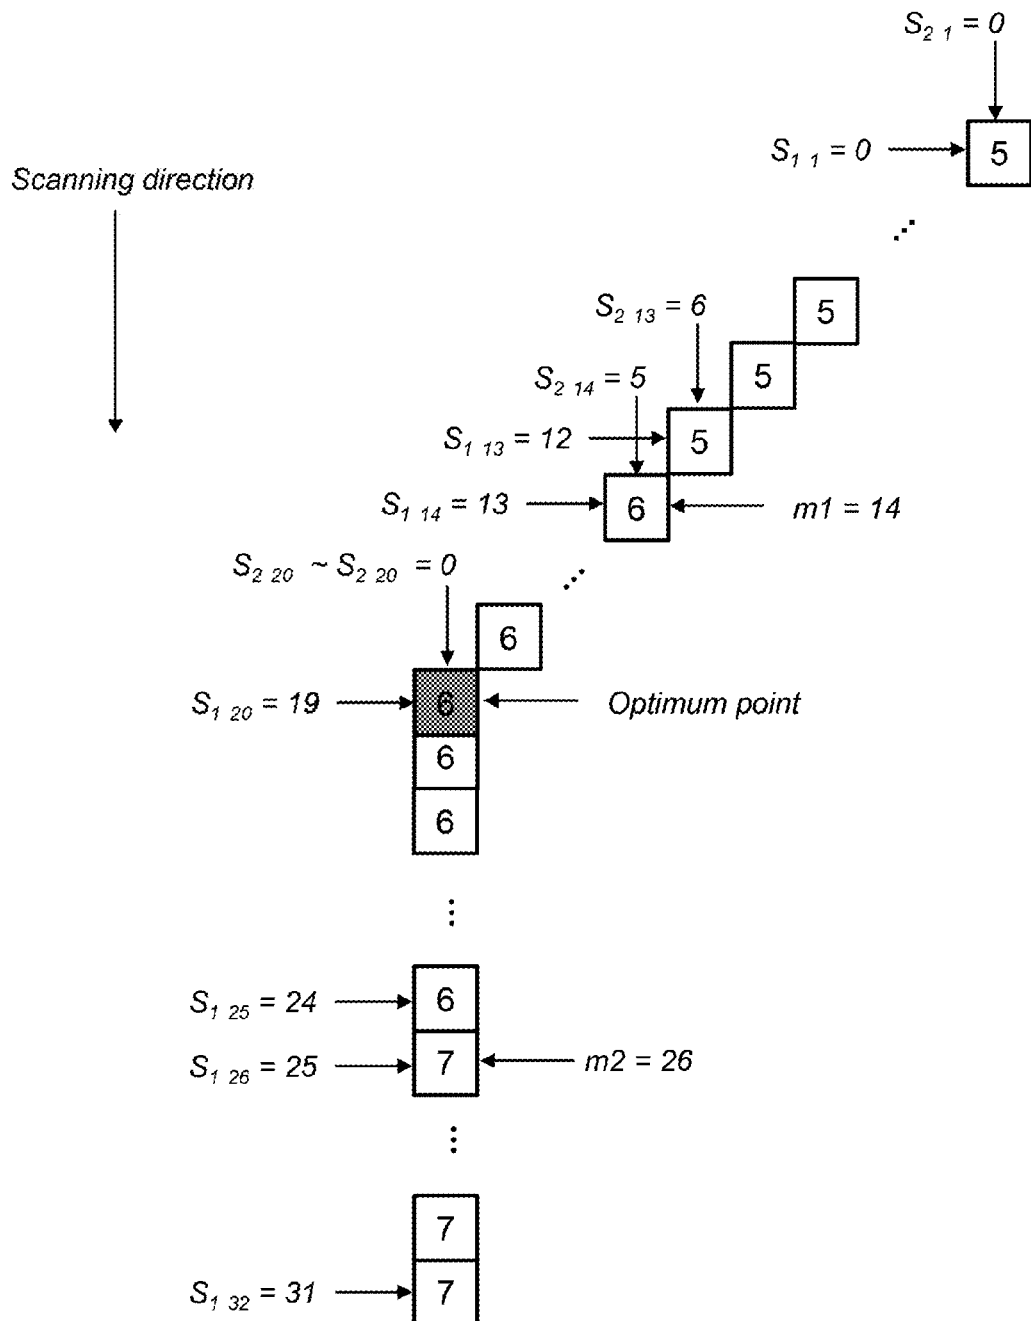 S2 1 = 0
S1 1 = 0
5
Scanning direction
S2 13 = 6
5
S2 14 = 5
5
S1 13 = 12
5
S1 14 = 13
6
m1 = 14
S2 20 ~ S2 20 = 0
6
S1 20 = 19
6
Optimum point
6
6
S1 25 = 24
6
S1 26 = 25
7
m2 = 26
7
S1 32 = 31
7